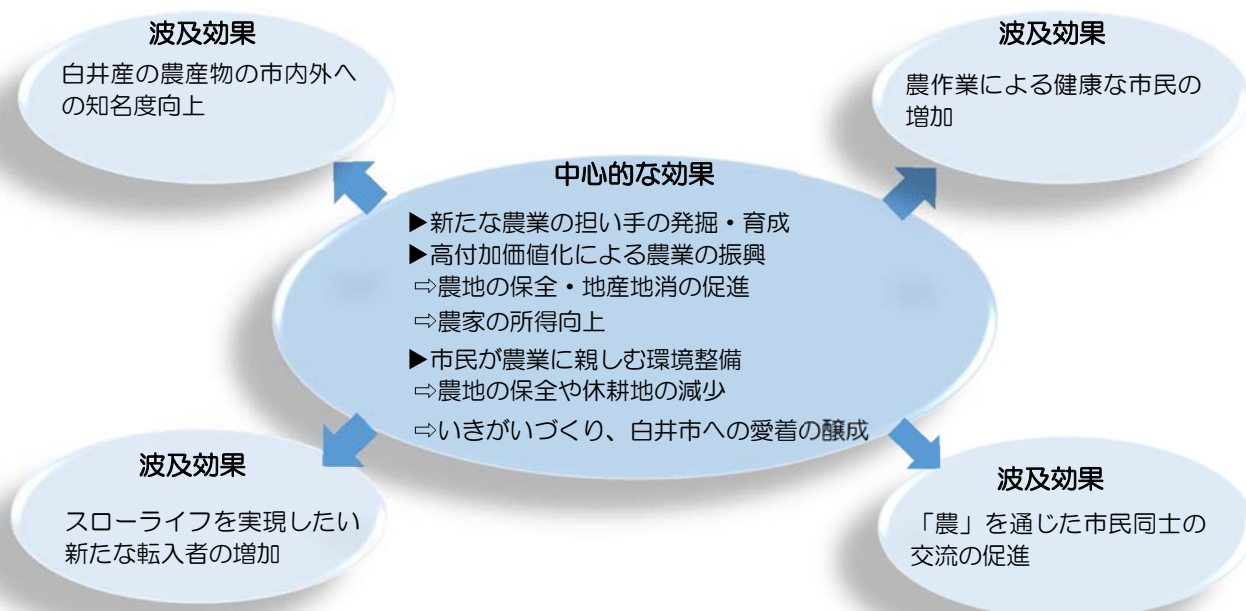 波及効果
白井産の農産物の市内外へ
の知名度向上
波及効果
農作業による健康な市民の
増加
中心的な効果
▶新たな農業の担い手の発掘・育成
▶高付加価値化による農業の振興
⇨農地の保全・地産地消の促進
⇨農家の所得向上
▶市民が農業に親しむ環境整備
⇨農地の保全や休耕地の減少
⇨いきがいづくり、白井市への愛着の醸成
波及効果
スローライフを実現したい
新たな転入者の増加
波及効果
「農」を通じた市民同士の
交流の促進